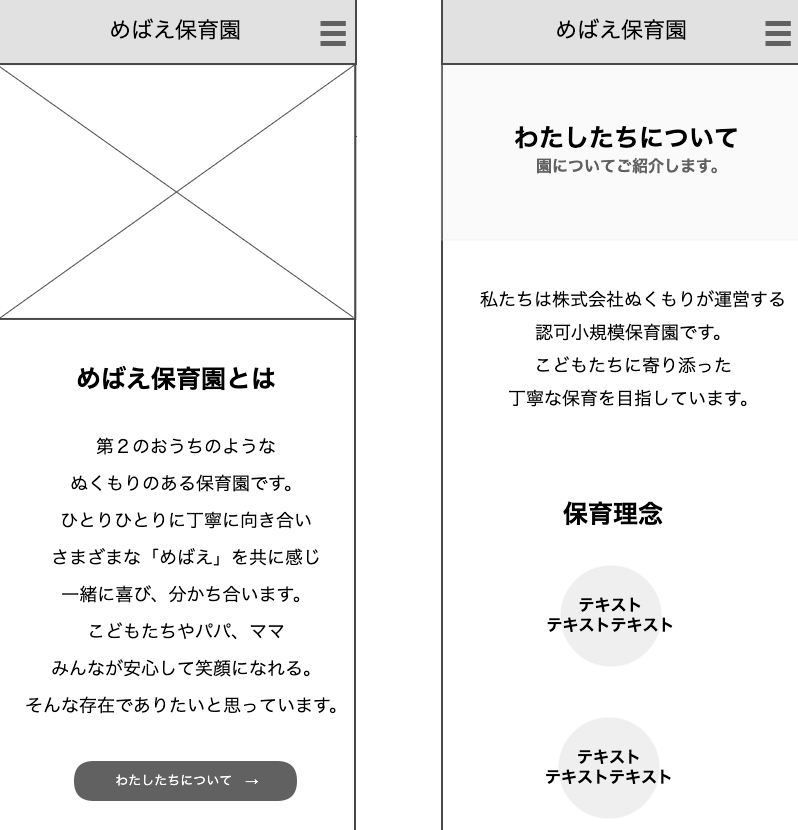 めばえ保育園
めばえ保育園とは
第２のおうちのような
ぬくもりのある保育園です。
ひとりひとりに丁寧に向き合い
さまざまな「めばえ」を共に感じ
一緒に喜び、分かち合います。
こどもたちやパパ、ママ
みんなが安心して笑顔になれる。
そんな存在でありたいと思っています。
わたしたちについて →
めばえ保育園
わたしたちについて
園についてご紹介します。
私たちは株式会社ぬくもりが運営する
認可小規模保育園です。
こどもたちに寄り添った
丁寧な保育を目指しています。
保育理念
テキスト
テキストテキスト
テキスト
テキストテキスト